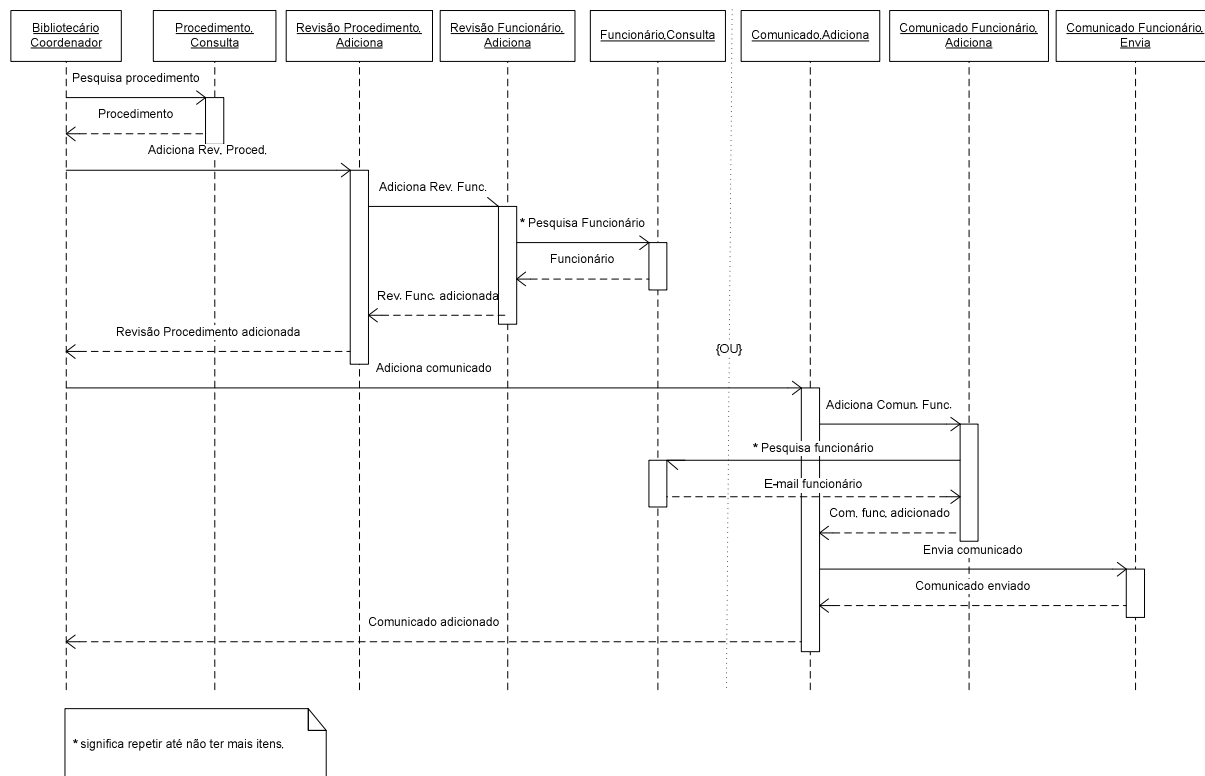 Bibliotecário
Coordenador
Procedimento.
Consulta
Revisão Procedimento.
Adiciona
Revisão Funcionário.
Adiciona
Funcionário.Consulta
Comunicado.Adiciona
Comunicado Funcionário.
Adiciona
Comunicado Funcionário.
Envia
Pesquisa procedimento
Procedimento
Adiciona Rev. Proced.
Adiciona Rev. Func.
* Pesquisa Funcionário
Funcionário
Rev. Func. adicionada
Revisão Procedimento adicionada
{OU}
Adiciona comunicado
Adiciona Comun. Func.
* Pesquisa funcionário
E-mail funcionário
Com. func. adicionado
Envia comunicado
Comunicado enviado
Comunicado adicionado
* significa repetir até não ter mais itens.